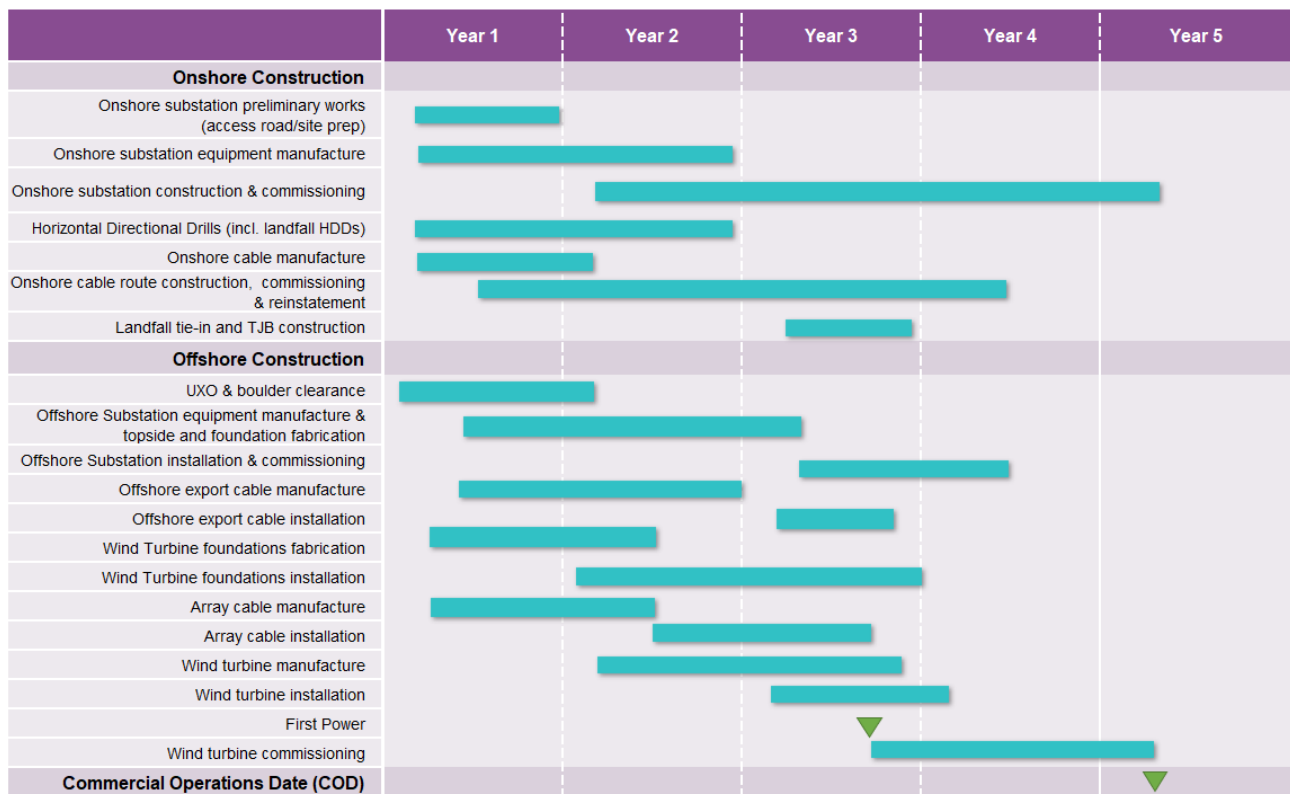 Year 1
Year 2
Year 3
Year 4
Year 5
Onshore Construction
Onshore substation preliminary works
(access road/site prep)
Onshore substation equipment manufacture
Onshore substation construction & commissioning
Horizontal Directional Drills (incl. landfall HDDs)
Onshore cable manufacture
Onshore cable route construction, commissioning
& reinstatement
Landfall tie-in and TJB construction
Offshore Construction
UXO & boulder clearance
Offshore Substation equipment manufacture &
topside and foundation fabrication
Offshore Substation installation & commissioning
Offshore export cable manufacture
Offshore export cable installation
Wind Turbine foundations fabrication
Wind Turbine foundations installation
Array cable manufacture
Array cable installation
Wind turbine manufacture
Wind turbine installation
First Power
Wind turbine commissioning
Commercial Operations Date (COD)